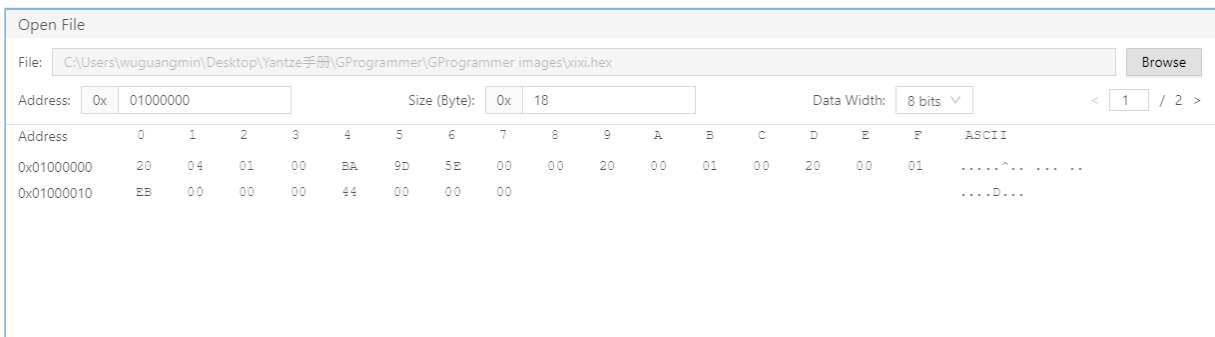 Open File
File: C:\Users\wuguangmin\Desktop\Yantze手册\GProgrammer\GProgrammer images\xixi.hex Browse
Address: 0x 01000000 Size (Byte): 0x 18 Data Width: 8 bits < 1 / 2 >
Address 0 1 2 3 4 5 6 7 8 9 A B C D E F ASCII
0x01000000 20 04 01 00 BA 9D 5E 00 00 20 00 01 00 20 00 01 .....^.. ... ..
0x01000010 EB 00 00 00 44 00 00 00 ....D...